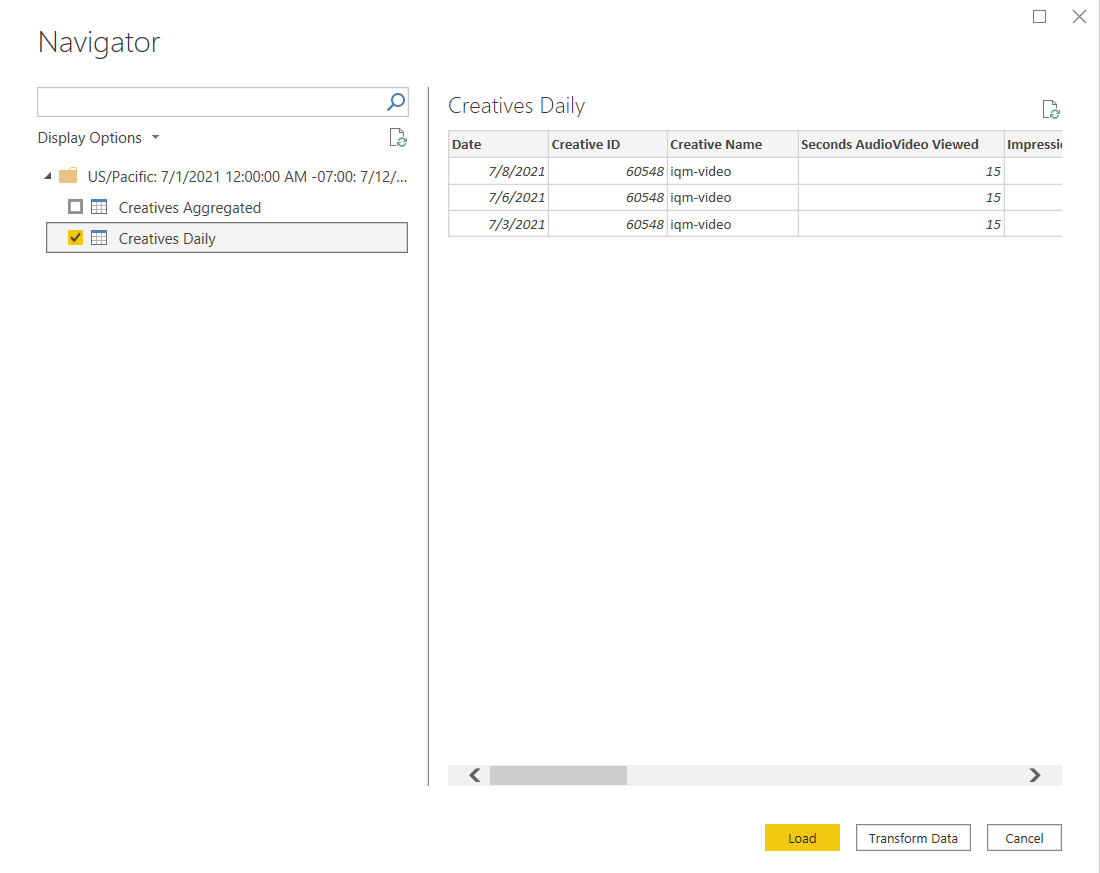 Navigator
Display Options
US/Pacific: 7/1/2021 12:00:00 AM -07:00: 7/12/...
Creatives Aggregated
Creatives Daily
Creatives Daily
Date Creative ID Creative Name Seconds AudioVideo Viewed Impressi
7/8/2021 60548 iqm-video 15
7/6/2021 60548 iqm-video 15
7/3/2021 60548 iqm-video 15
Load Transform Data Cancel